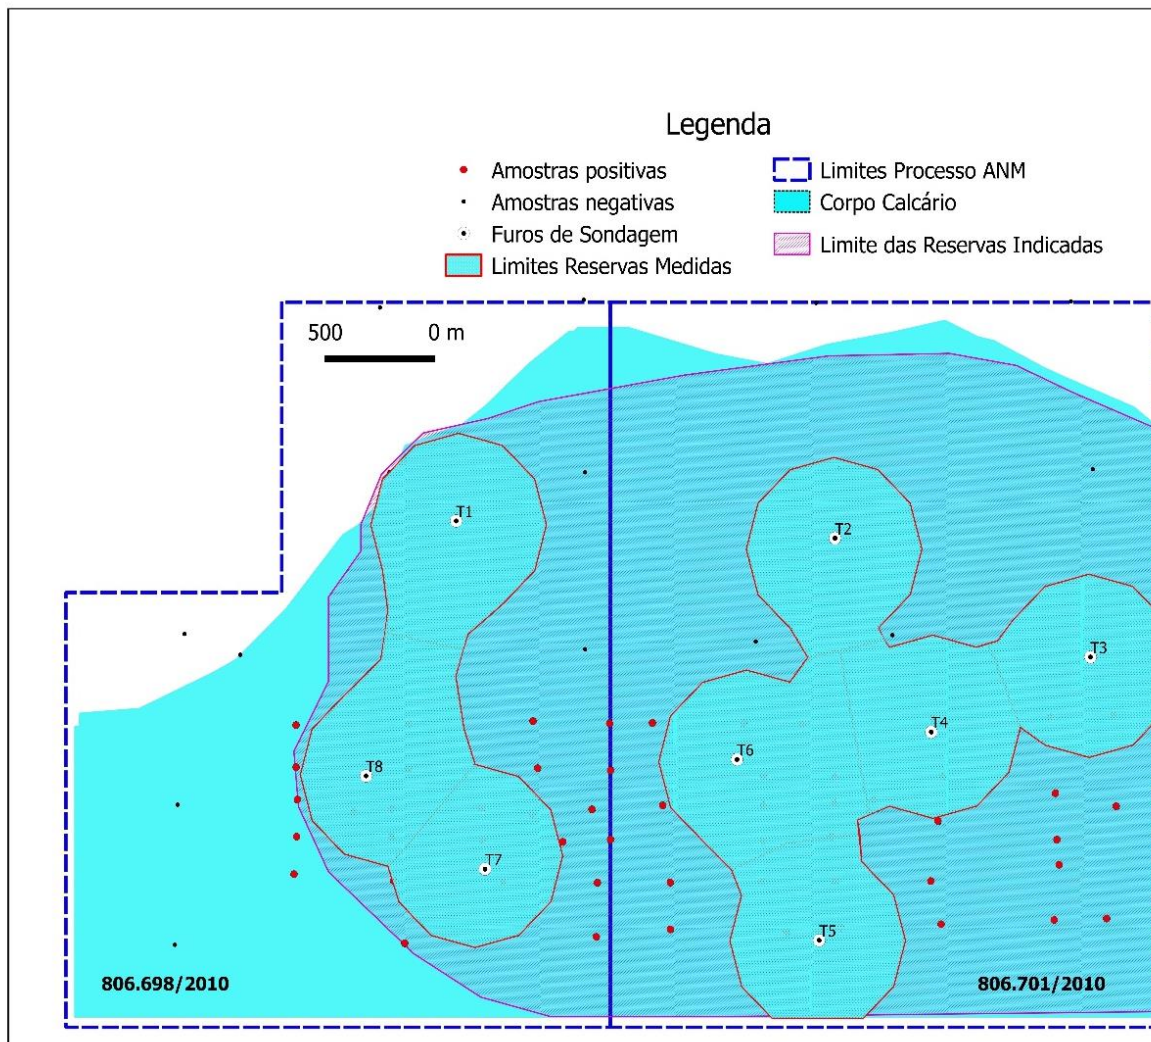 Legenda
Amostras positivas
Amostras negativas
Furos de Sondagem
Limites Reservas Medidas
Limites Processo ANM
Corpo Calcário
Limite das Reservas Indicadas
500 0 m
T1
T2
T3
T4
T6
T8
T7
T5
806.698/2010 806.701/2010